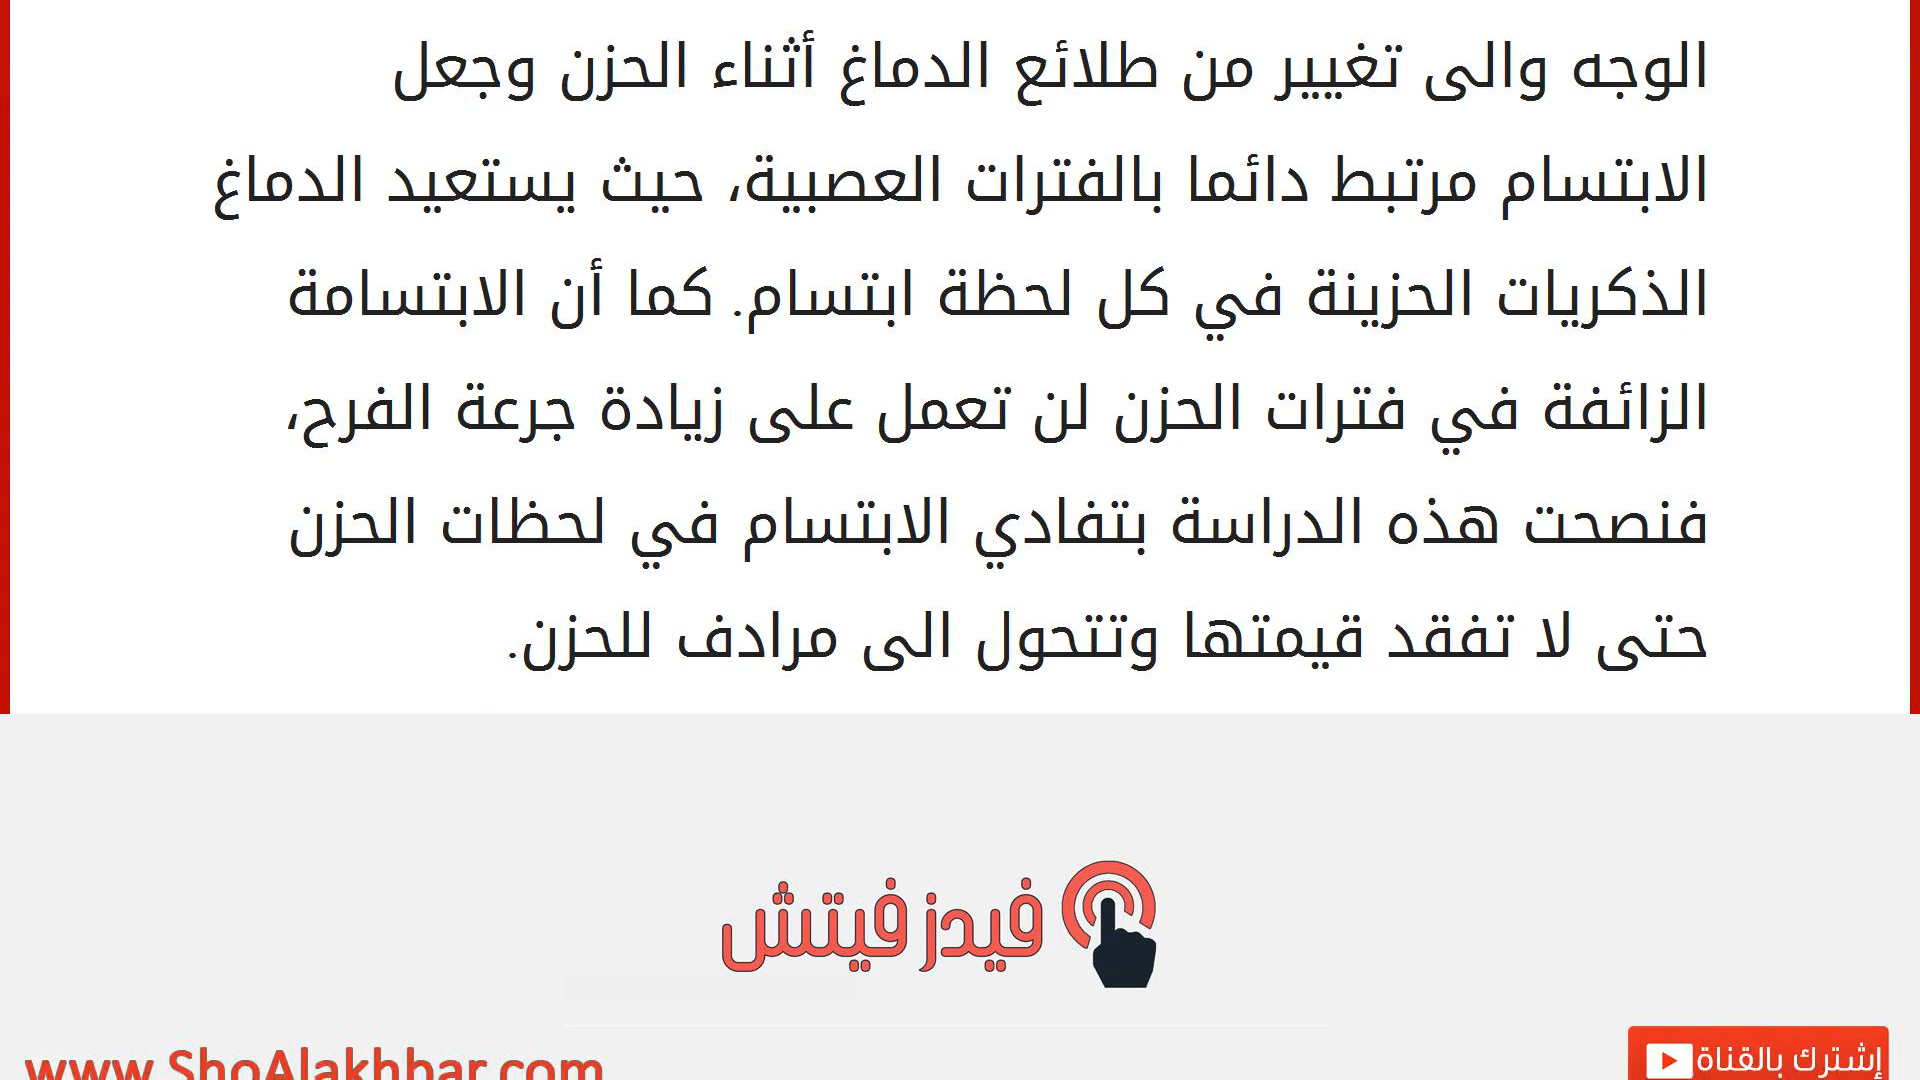 الوجه والى تغيير من طلائع الدماغ أثناء الحزن وجعل
الابتسام مرتبط دائما بالفترات العصبية، حيث يستعيد الدماغ
الذكريات الحزينة في كل لحظة ابتسام. كما أن الابتسامة
الزائفة في فترات الحزن لن تعمل على زيادة جرعة الفرح،
فنصحت هذه الدراسة بتفادي الابتسام في لحظات الحزن
حتى لا تفقد قيمتها وتتحول الى مرادف للحزن.
فيدز فيتش
www.ShoAlakhbar.com
إشترك بالقناة